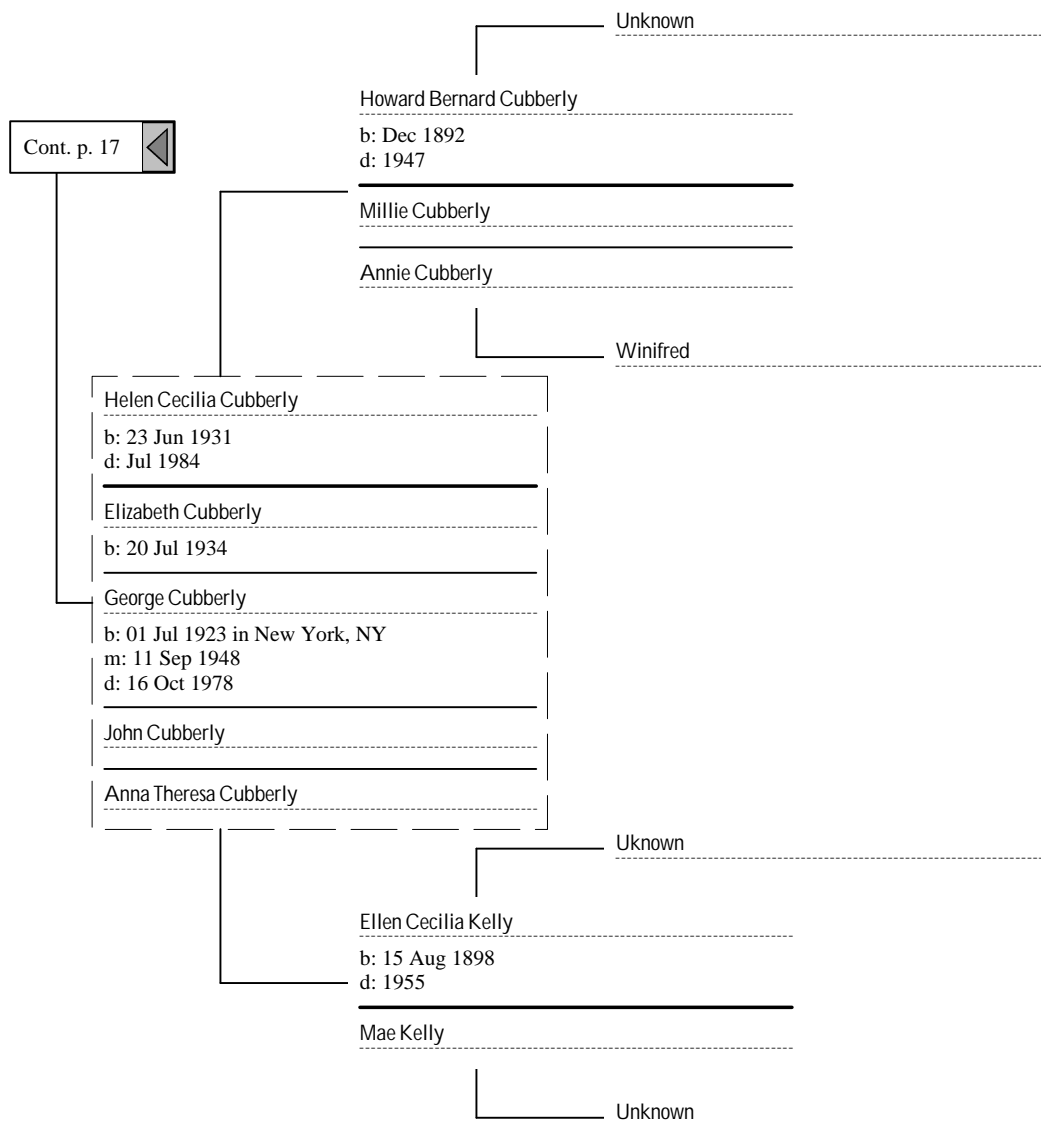 Unknown
Howard Bernard Cubberly
b: Dec 1892
d: 1947
Cont. p. 17
Millie Cubberly
Annie Cubberly
Winifred
Helen Cecilia Cubberly
b: 23 Jun 1931
d: Jul 1984
Elizabeth Cubberly
b: 20 Jul 1934
George Cubberly
b: 01 Jul 1923 in New York, NY
m: 11 Sep 1948
d: 16 Oct 1978
John Cubberly
Anna Theresa Cubberly
Uknown
Ellen Cecilia Kelly
b: 15 Aug 1898
d: 1955
Mae Kelly
Unknown